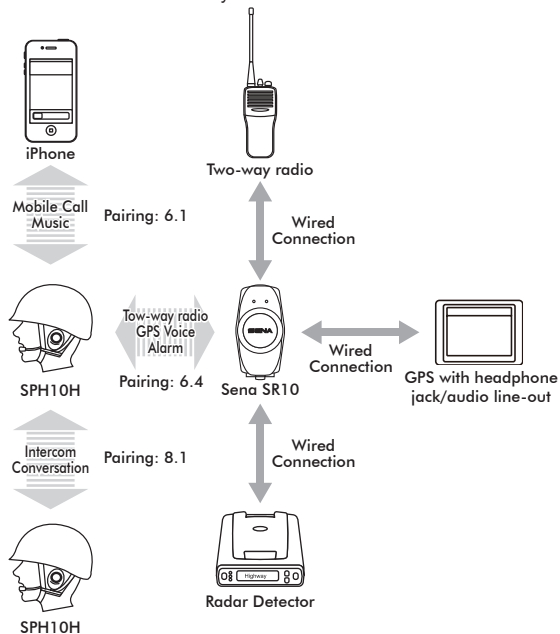 iPhone
Two-way radio
Mobile Call
Music
Pairing: 6.1
Wired
Connection
Tow-way radio
GPS Voice
Alarm
SENA
Wired
Connection
SPH10H
Pairing: 6.4
Sena SR10
GPS with headphone
jack/audio line-out
Intercom
Conversation
Pairing: 8.1
Wired
Connection
Highway
Radar Detector
SPH10H